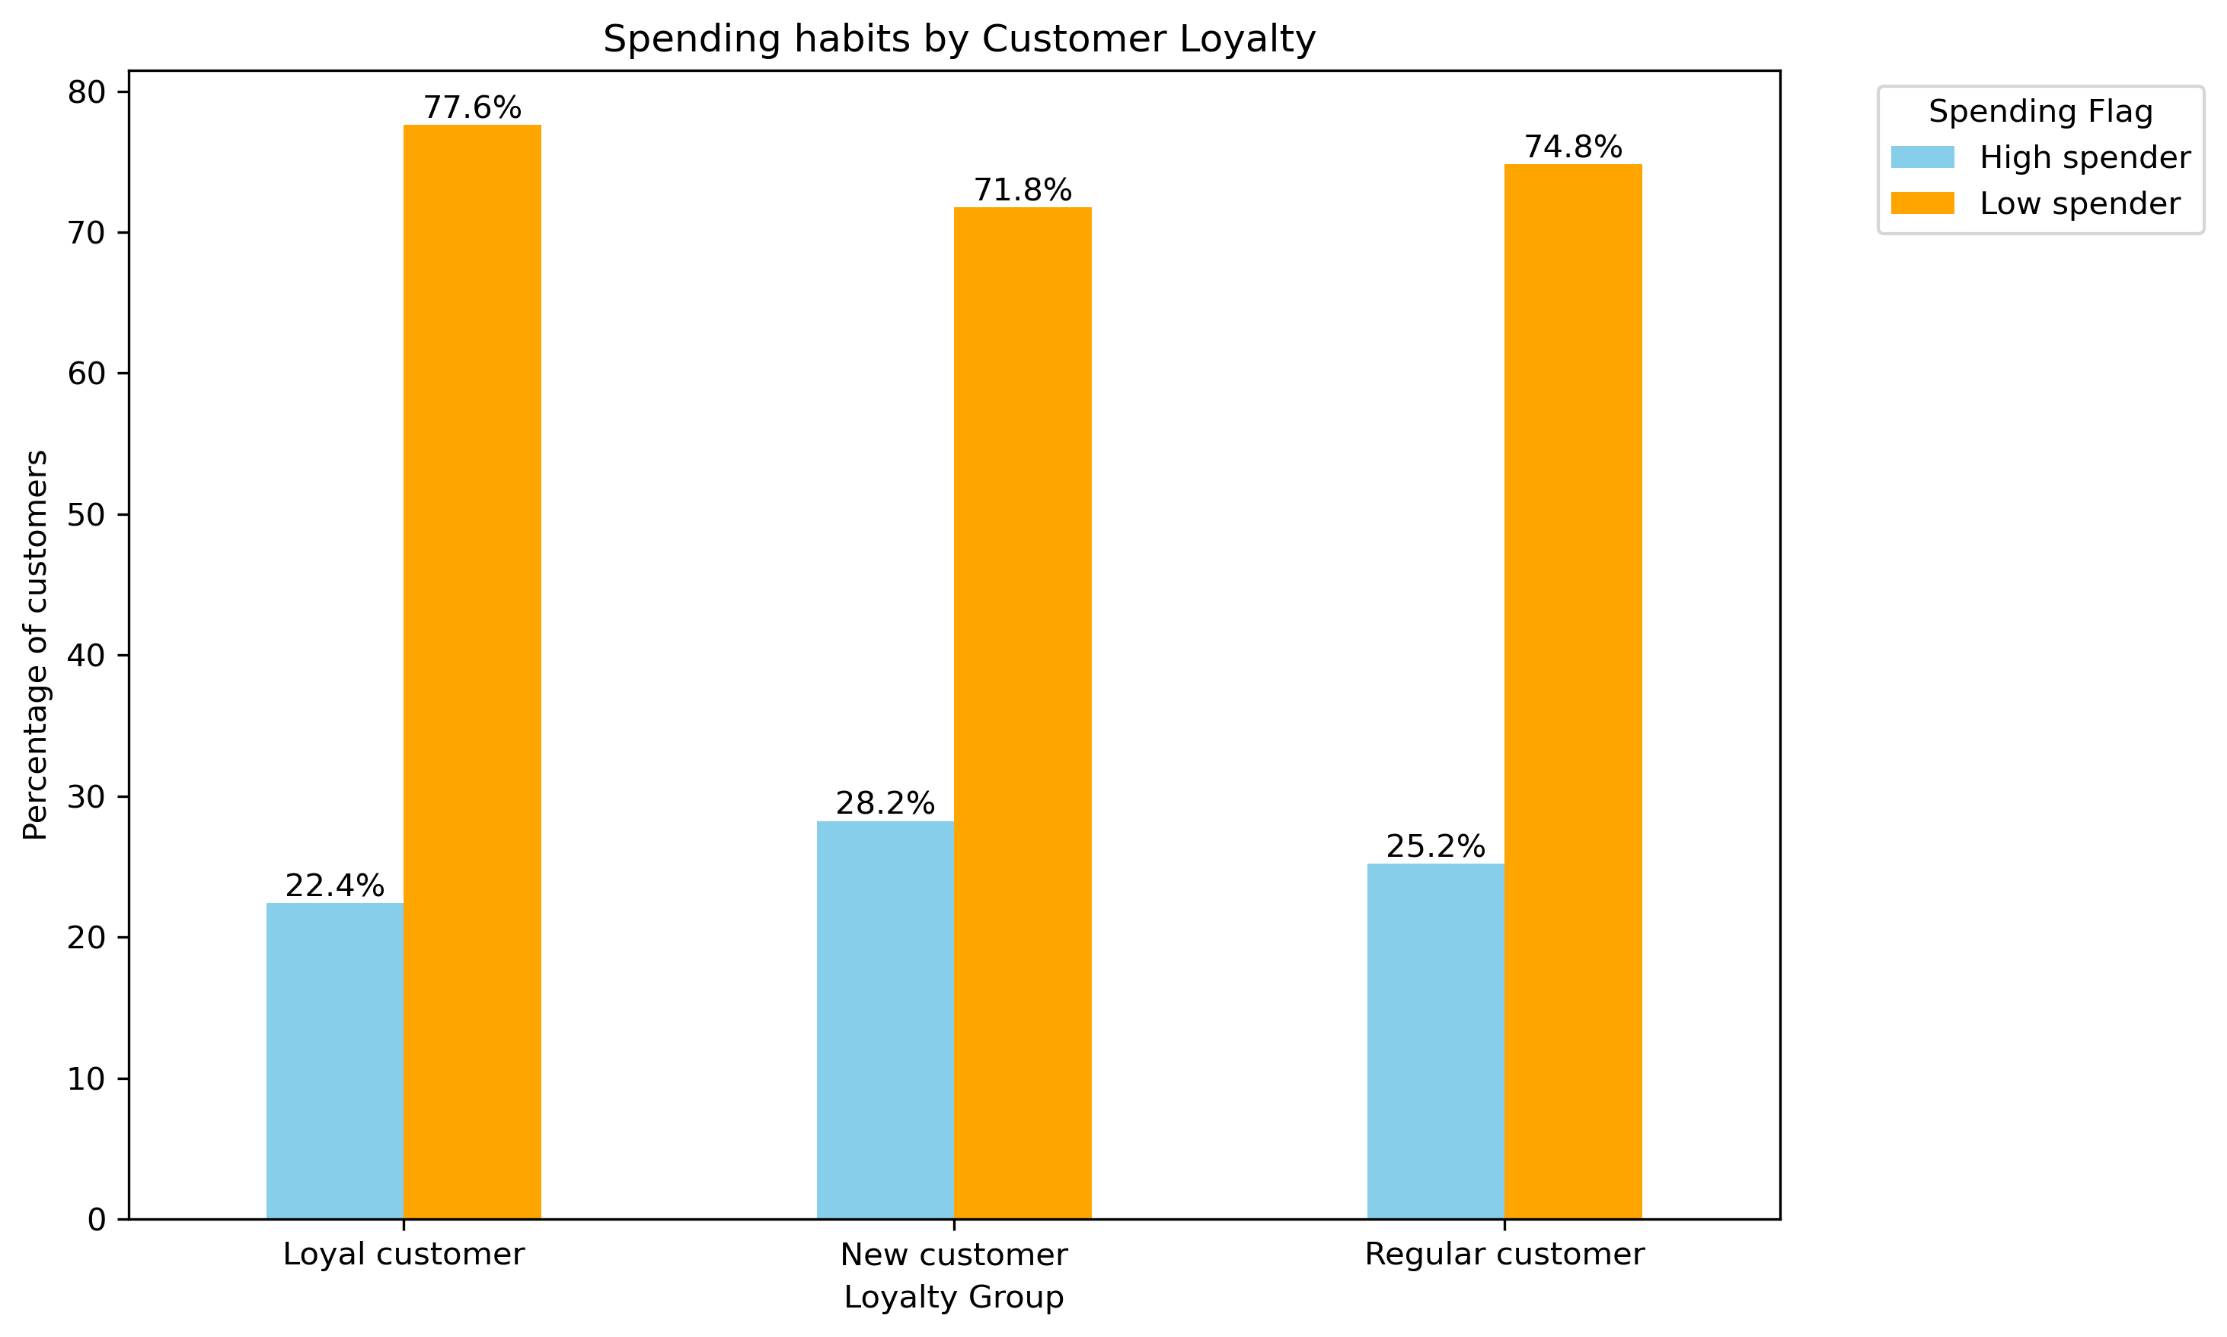 Spending habits by Customer Loyalty
Spending Flag
High spender
Low spender
Percentage of customers
80
70
60
50
40
30
20
10
0
77.6%
71.8%
74.8%
22.4%
28.2%
25.2%
Loyal customer
New customer
Regular customer
Loyalty Group